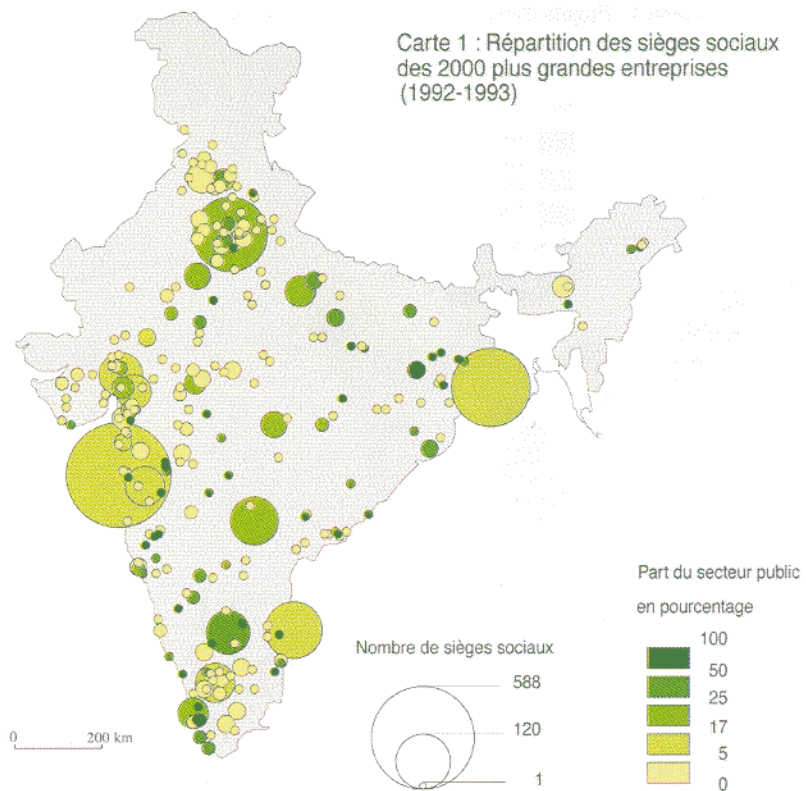 Carte 1 : Répartition des sièges sociaux
des 2000 plus grandes entreprises
(1992-1993)
Part du secteur public
en pourcentage
100
50
25
17
5
0
Nombre de sièges sociaux
588
120
1
0 200 km